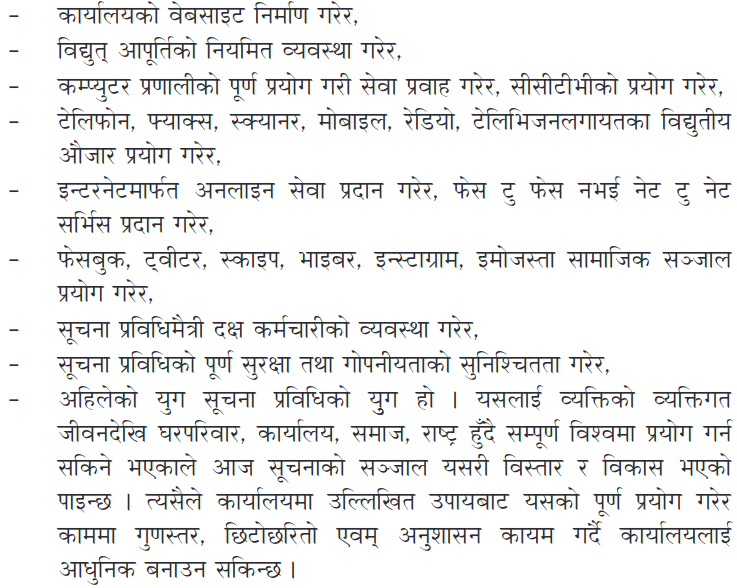 - कार्यालयको वेबसाइट निर्माण गरेर,
- विद्युत् आपूर्तिको नियमित व्यवस्था गरेर,
- कम्प्युटर प्रणालीको पूर्ण प्रयोग गरी सेवा प्रवाह गरेर, सीसीटीभीको प्रयोग गरेर,
- टेलिफोन, फ्याक्स, स्क्यानर, मोबाइल, रेडियो, टेलिभिजनलगायतका विद्युतीय
औजार प्रयोग गरेर,
- इन्टरनेटमार्फत अनलाइन सेवा प्रदान गरेर, फेस टु फेस नभई नेट टु नेट
सर्भिस प्रदान गरेर,
- फेसबुक, ट्वीटर, स्काइप, भाइबर, इन्स्टाग्राम, इमोजस्ता सामाजिक सञ्जाल
प्रयोग गरेर,
- सूचना प्रविधिमैत्री दक्ष कर्मचारीको व्यवस्था गरेर,
- सूचना प्रविधिको पूर्ण सुरक्षा तथा गोपनीयताको सुनिश्चितता गरेर,
- अहिलेको युग सूचना प्रविधिको युग हो । यसलाई व्यक्तिको व्यक्तिगत
जीवनदेखि घरपरिवार, कार्यालय, समाज, राष्ट्र हुँदै सम्पूर्ण विश्वमा प्रयोग गर्न
सकिने भएकाले आज सूचनाको सञ्जाल यसरी विस्तार र विकास भएको
पाइन्छ । त्यसैले कार्यालयमा उल्लिखित उपायबाट यसको पूर्ण प्रयोग गरेर
काममा गुणस्तर, छिटोछरितो एवम् अनुशासन कायम गर्दै कार्यालयलाई
आधुनिक बनाउन सकिन्छ ।